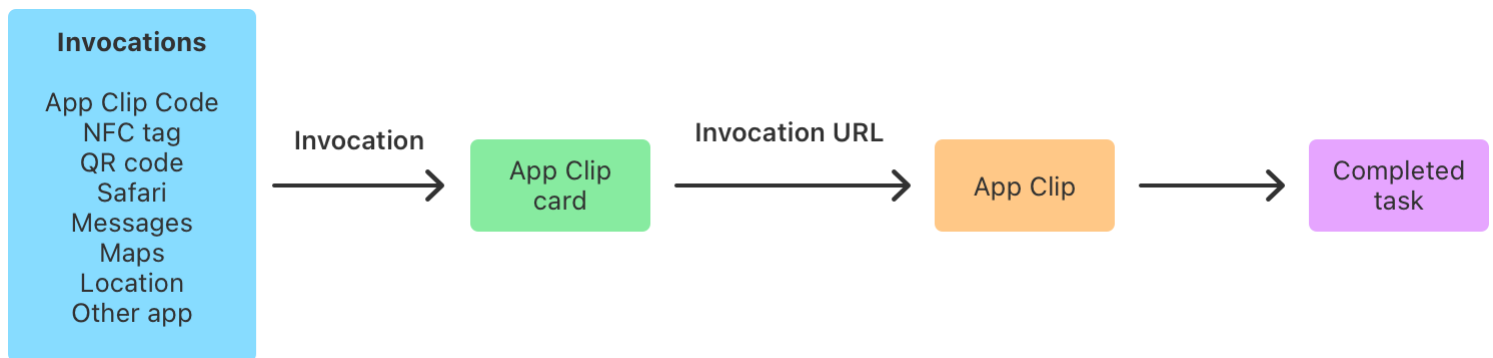 Invocations
App Clip Code
NFC tag
QR code
Safari
Messages
Maps
Location
Other app
Invocation
App Clip
card
Invocation URL
App Clip
Completed
task